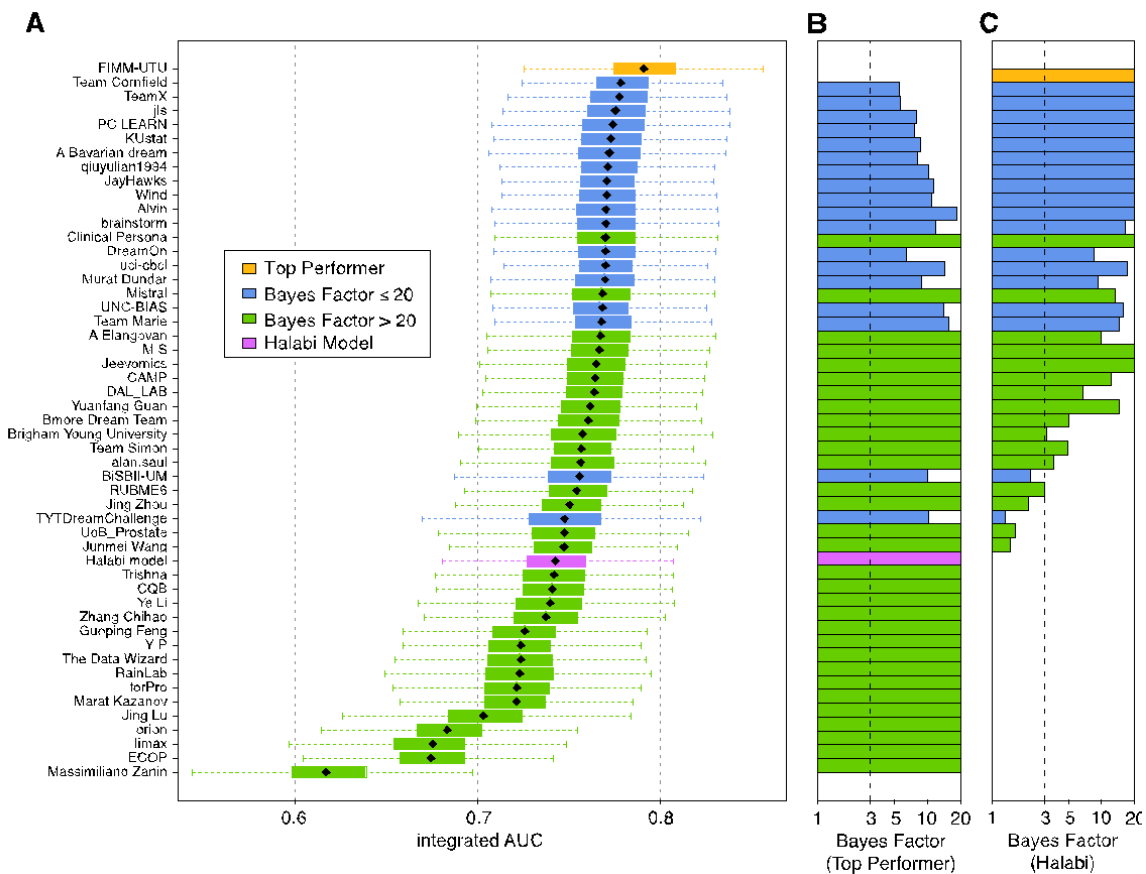 A
B
C
FIMM-UTU
Team Cornfield
TeamX
jls
PC LEARN
KUstat
A Bavarian dream
qiuyulian1994
JayHawks
Wind
Alvin
brainstorm
Clinical Persona
DreamOn
uci-cbcl
Murat Dundar
Mistral
UNC-BIAS
Team Marie
A Elangovan
M S
Jeevomics
CAMP
DAL_LAB
Yuanfang Guan
Bmore Dream Team
Brigham Young University
Team Simon
alan.saul
BiSBII-UM
RUBME6
Jing Zhou
TYTDreamChallenge
UoB_Prostate
Junmei Wang
Halabi model
Trishna
CQB
Ye Li
Zhang Chihao
Guoping Feng
Y P
The Data Wizard
RainLab
forPro
Marat Kazanov
Jing Lu
orion
limax
ECOP
Massimiliano Zanin
Top Performer
Bayes Factor ≤ 20
Bayes Factor > 20
Halabi Model
0.6 0.7 0.8
integrated AUC
1 3 5 10 20
Bayes Factor
(Top Performer)
1 3 5 10 20
Bayes Factor
(Halabi)